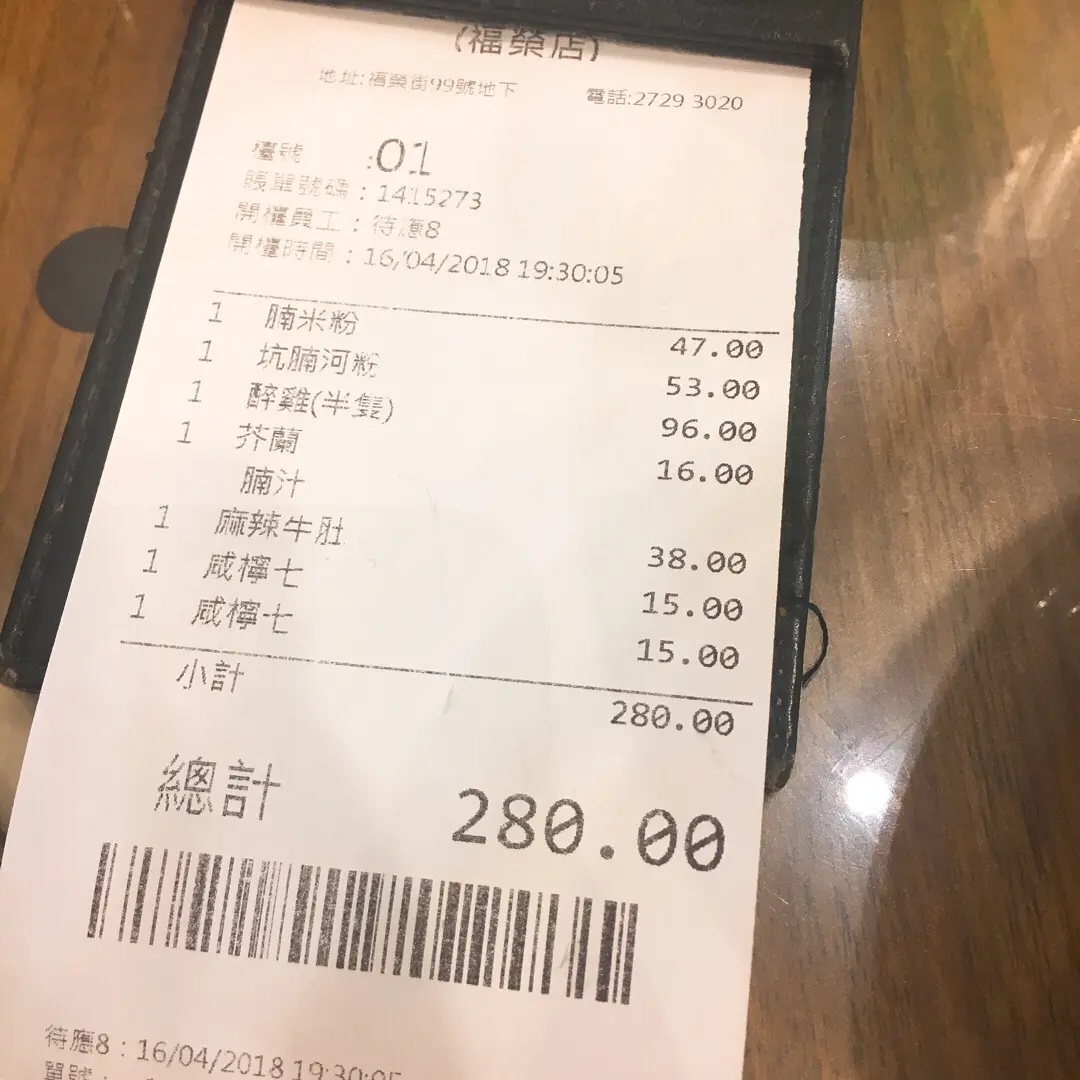 (福榮店)
地址:福榮街99號地下 電話:2729 3020
檯號 :01
賬單號碼 : 1415273
開檯員工 : 待應8
開檯時間 : 16/04/2018 19:30:05
1 腩米粉 47.00
1 坑腩河粉 53.00
1 醉雞(半隻) 96.00
1 芥蘭 16.00
腩汁
1 麻辣牛肚 38.00
1 咸檸七 15.00
1 咸檸七 15.00
小計 280.00
總計 280.00
待應8 : 16/04/2018 19:30:05
單號 :